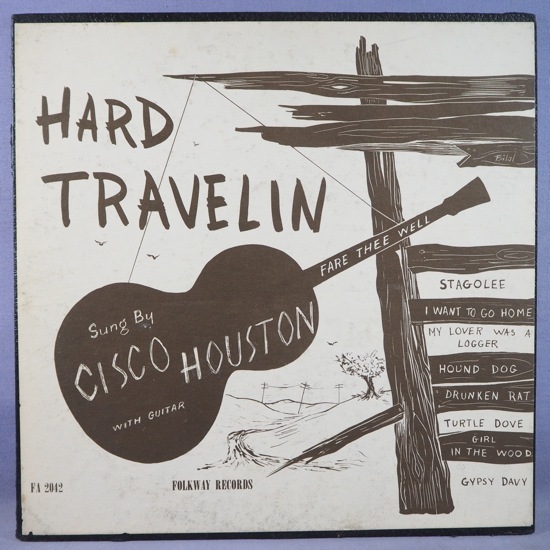 HARD
TRAVELIN
Sung By
CISCO HOUSTON
WITH GUITAR
FARE THEE WELL
STAGOLEE
I WANT TO GO HOME
MY LOVER WAS A
LOGGER
HOUND DOG
DRUNKEN RAT
TURTLE DOVE
GIRL
IN THE WOOD
GYPSY DAVY
FA 2042
FOLKWAY RECORDS